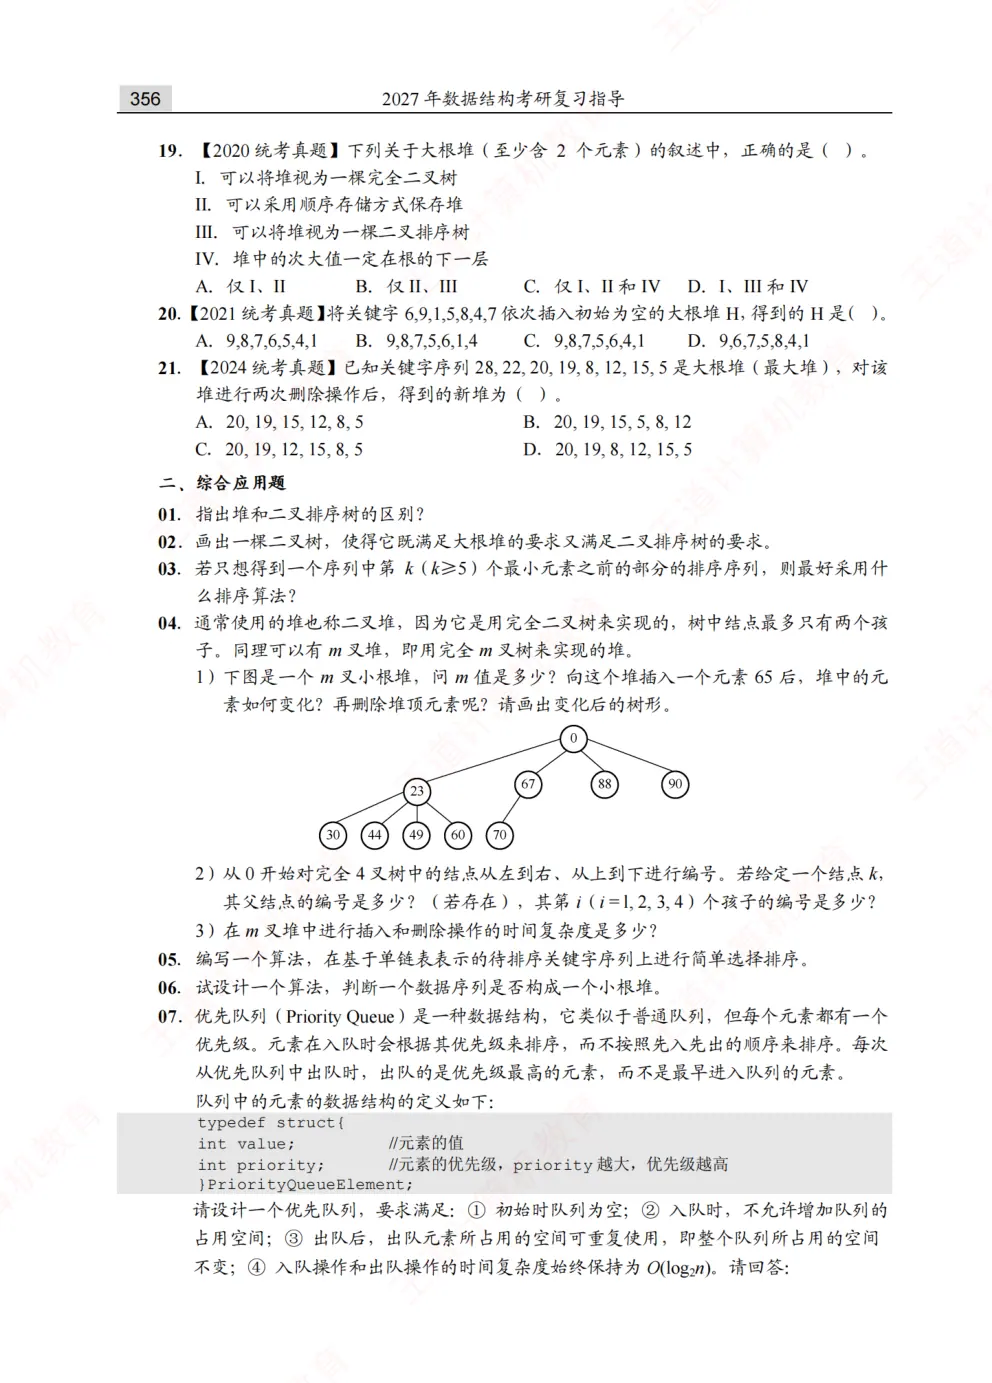 356
2027 年数据结构考研复习指导
19. 【2020 统考真题】下列关于大根堆（至少含 2 个元素）的叙述中，正确的是（ ）。
I. 可以将堆视为一棵完全二叉树
II. 可以采用顺序存储方式保存堆
III. 可以将堆视为一棵二叉排序树
IV. 堆中的次大值一定在根的下一层
A. 仅 I、II B. 仅 II、III C. 仅 I、II 和 IV D. I、III 和 IV
20.【2021 统考真题】将关键字 6,9,1,5,8,4,7 依次插入初始为空的大根堆 H，得到的 H 是（ ）。
A. 9,8,7,6,5,4,1 B. 9,8,7,5,6,1,4 C. 9,8,7,5,6,4,1 D. 9,6,7,5,8,4,1
21. 【2024 统考真题】已知关键字序列 28, 22, 20, 19, 8, 12, 15, 5 是大根堆（最大堆），对该
堆进行两次删除操作后，得到的新堆为（ ）。
A. 20, 19, 15, 12, 8, 5 B. 20, 19, 15, 5, 8, 12
C. 20, 19, 12, 15, 8, 5 D. 20, 19, 8, 12, 15, 5
二、综合应用题
01. 指出堆和二叉排序树的区别？
02. 画出一棵二叉树，使得它既满足大根堆的要求又满足二叉排序树的要求。
03. 若只想得到一个序列中第 k（k≥5）个最小元素之前的部分的排序序列，则最好采用什
么排序算法？
04. 通常使用的堆也称二叉堆，因为它是用完全二叉树来实现的，树中结点最多只有两个孩
子。同理可以有 m 叉堆，即用完全 m 叉树来实现的堆。
1）下图是一个 m 叉小根堆，问 m 值是多少？向这个堆插入一个元素 65 后，堆中的元
素如何变化？再删除堆顶元素呢？请画出变化后的树形。
0
23 67 88 90
30 44 49 60 70
2）从 0 开始对完全 4 叉树中的结点从左到右、从上到下进行编号。若给定一个结点 k，
其父结点的编号是多少？（若存在），其第 i（i = 1, 2, 3, 4）个孩子的编号是多少？
3）在 m 叉堆中进行插入和删除操作的时间复杂度是多少？
05. 编写一个算法，在基于单链表表示的待排序关键字序列上进行简单选择排序。
06. 试设计一个算法，判断一个数据序列是否构成一个小根堆。
07. 优先队列（Priority Queue）是一种数据结构，它类似于普通队列，但每个元素都有一个
优先级。元素在入队时会根据其优先级来排序，而不按照先入先出的顺序来排序。每次
从优先队列中出队时，出队的是优先级最高的元素，而不是最早进入队列的元素。
队列中的元素的数据结构的定义如下：
typedef struct{
int value; //元素的值
int priority; //元素的优先级，priority 越大，优先级越高
}PriorityQueueElement;
请设计一个优先队列，要求满足：① 初始时队列为空；② 入队时，不允许增加队列的
占用空间；③ 出队后，出队元素所占用的空间可重复使用，即整个队列所占用的空间
不变；④ 入队操作和出队操作的时间复杂度始终保持为 O(log₂n)。请回答：